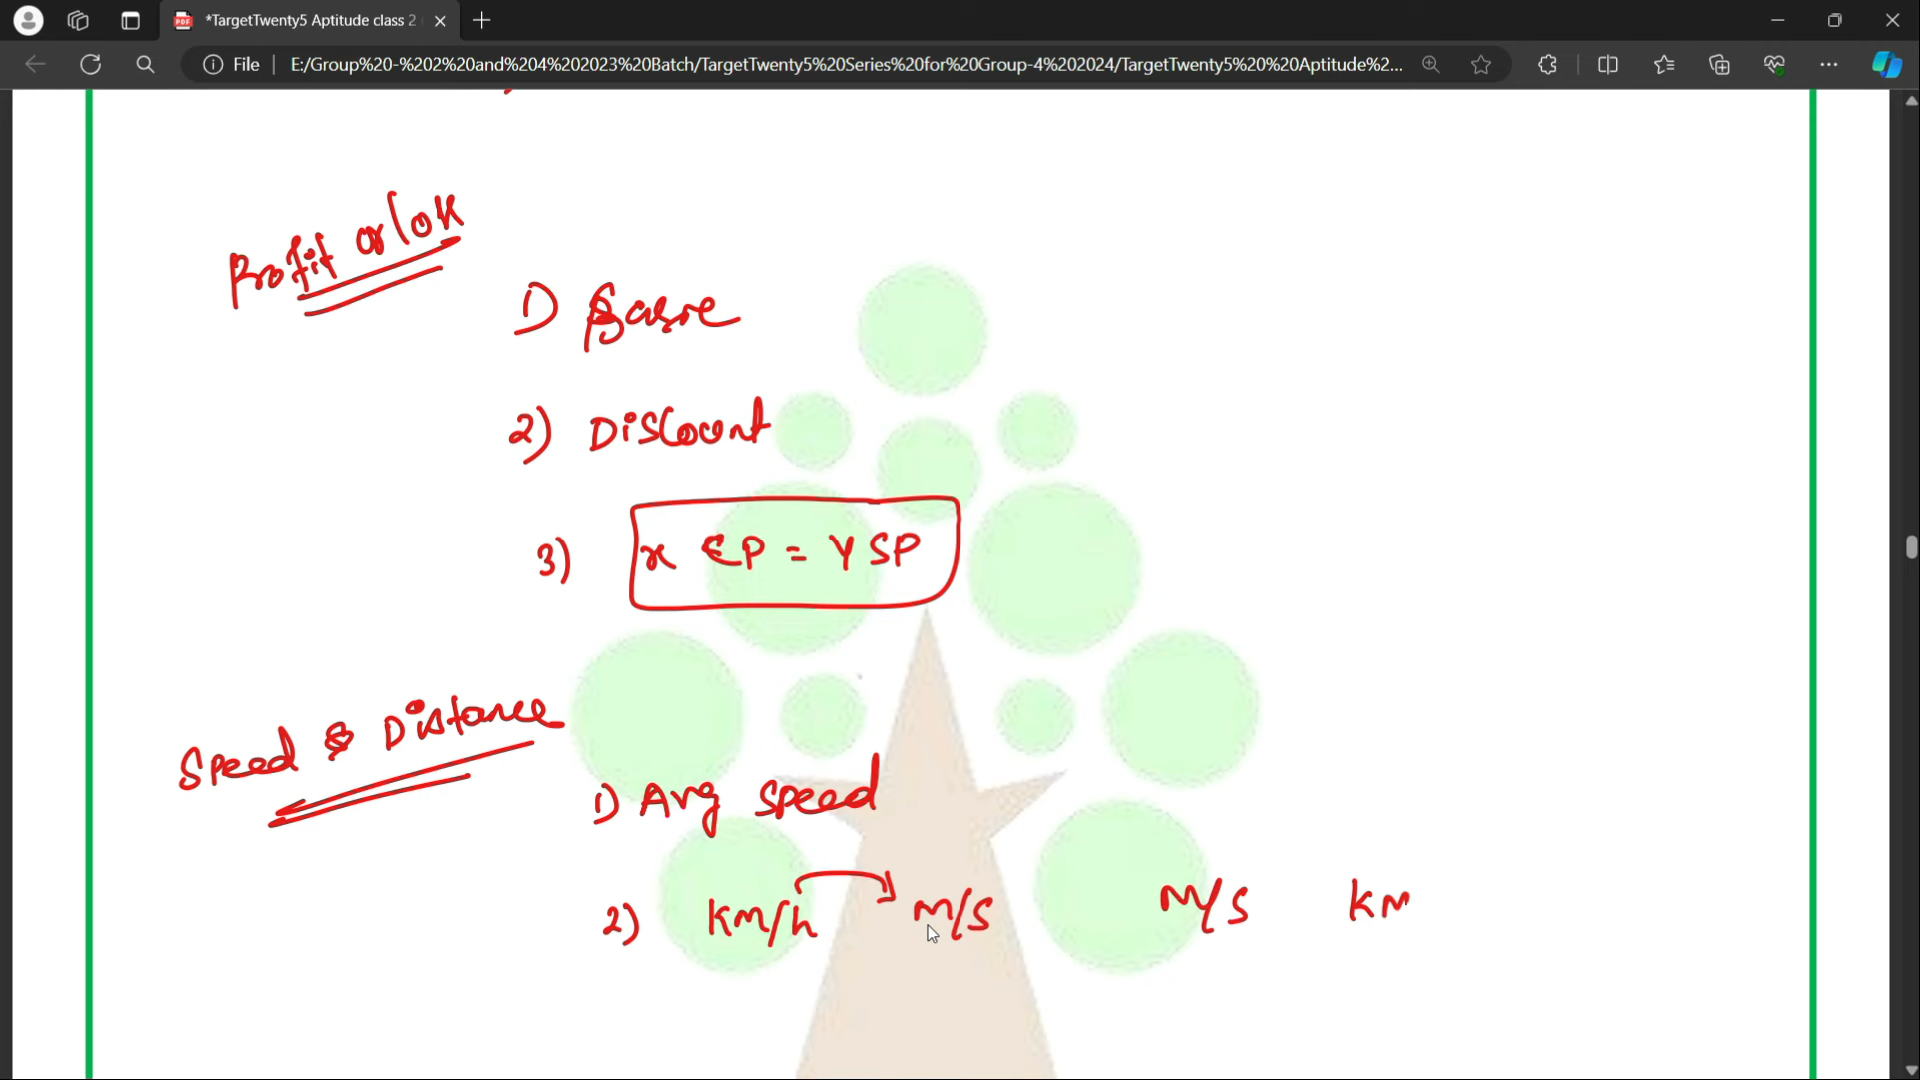 *TargetTwenty5 Aptitude class 2
File
E:/Group%20-%202%20and%204%202023%20Batch/TargetTwenty5%20Series%20for%20Group-4%202024/TargetTwenty5%20%20Aptitude%2...
Profit or loss
1)
2) Discount
3) x CP = Y SP
Speed & Distance
1) Avg speed
2) Km/h m/s M/s KM